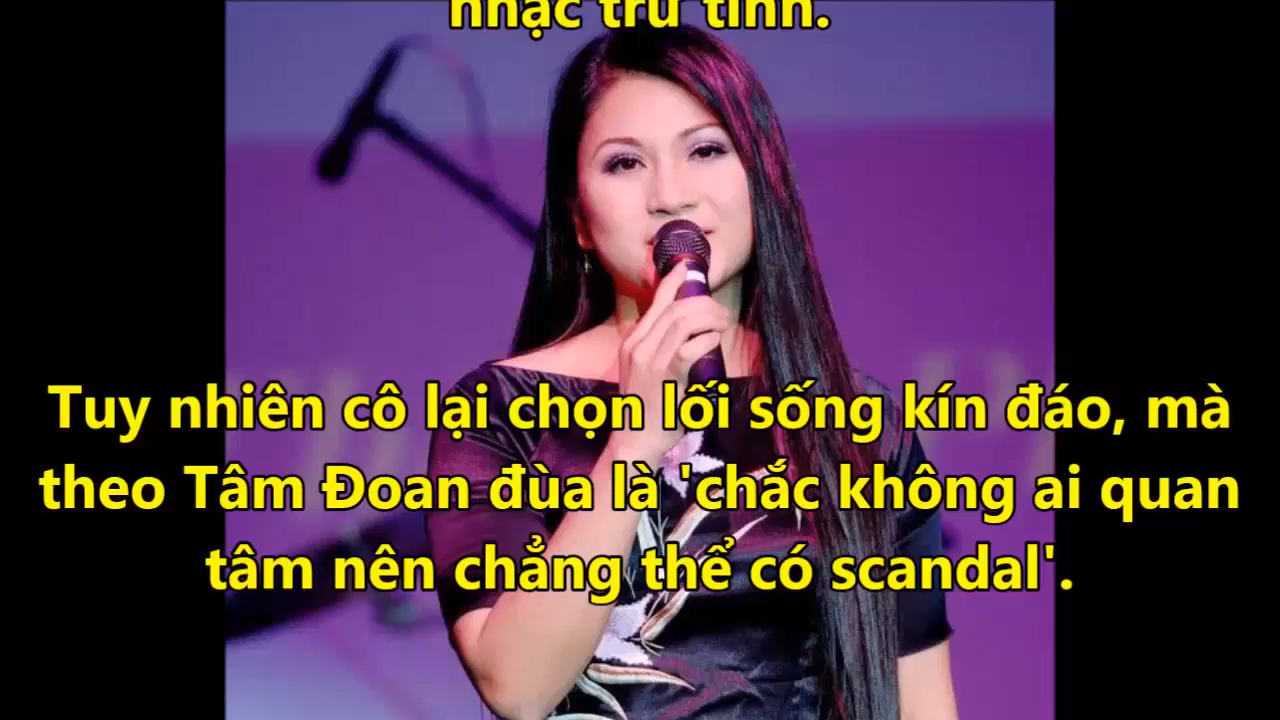 nhạc trữ tình.
Tuy nhiên cô lại chọn lối sống kín đáo, mà
theo Tâm Đoan đùa là 'chắc không ai quan
tâm nên chẳng thể có scandal'.